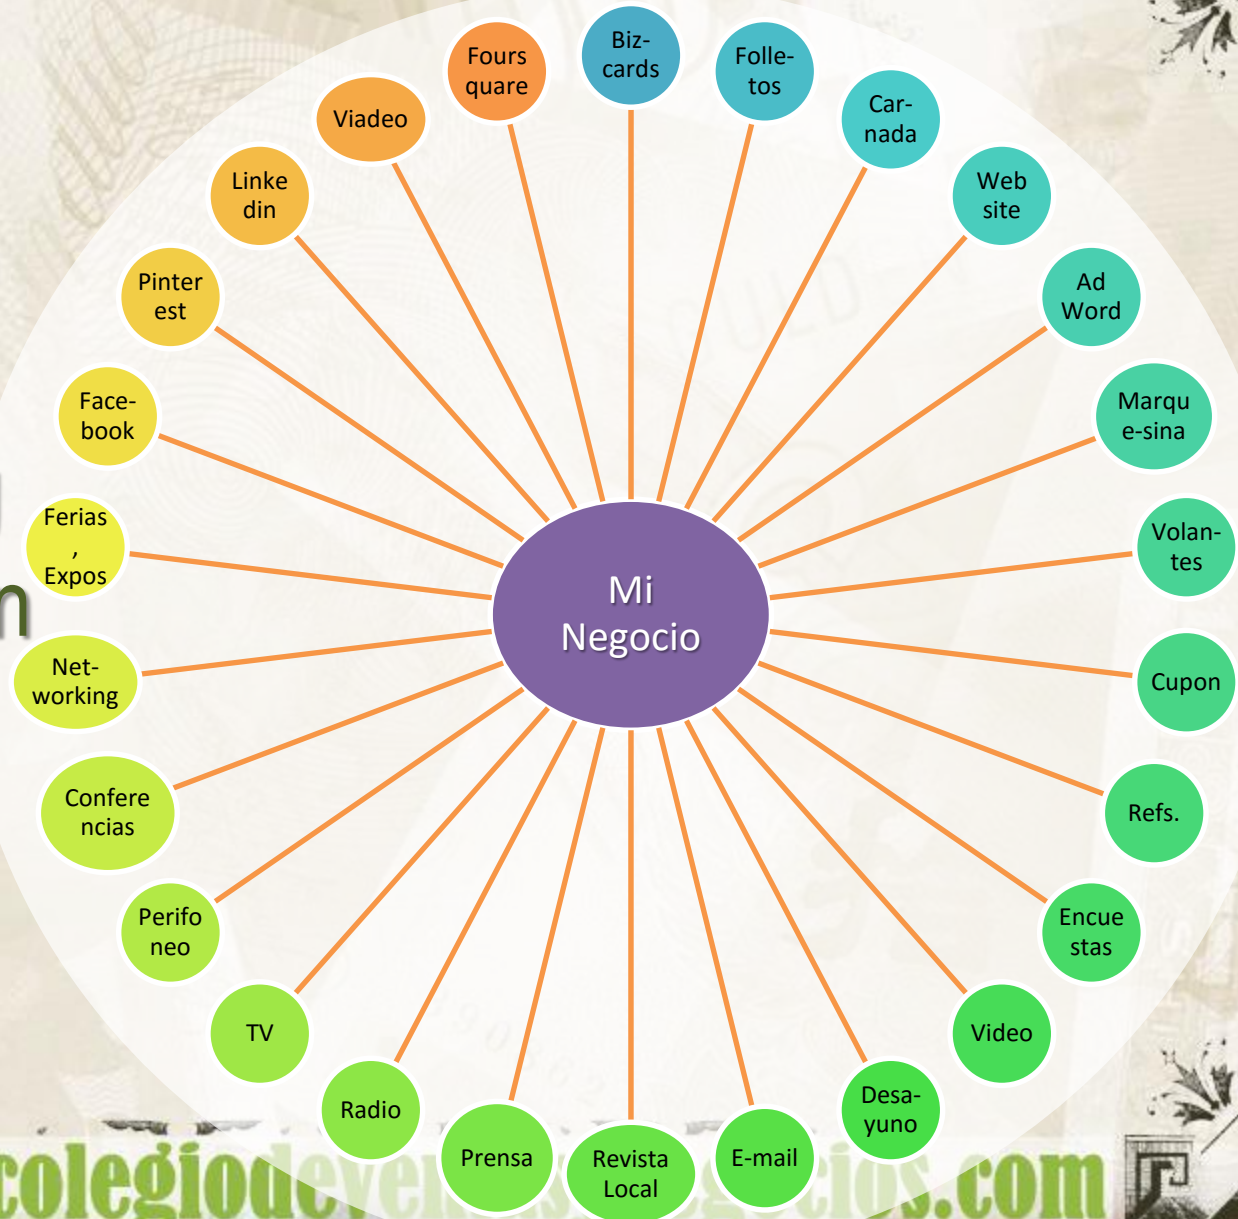 Biz-
cards
Folle-
tos
Car-
nada
Web
site
Ad
Word
Marqu
e-sina
Volan-
tes
Cupon
Refs.
Encue
stas
Video
Desa-
yuno
E-mail
Revista
Local
Prensa
Radio
TV
Perifo
neo
Confere
ncias
Net-
working
Ferias
,
Expos
Face-
book
Pinter
est
Linke
din
Viadeo
Fours
quare
Mi
Negocio